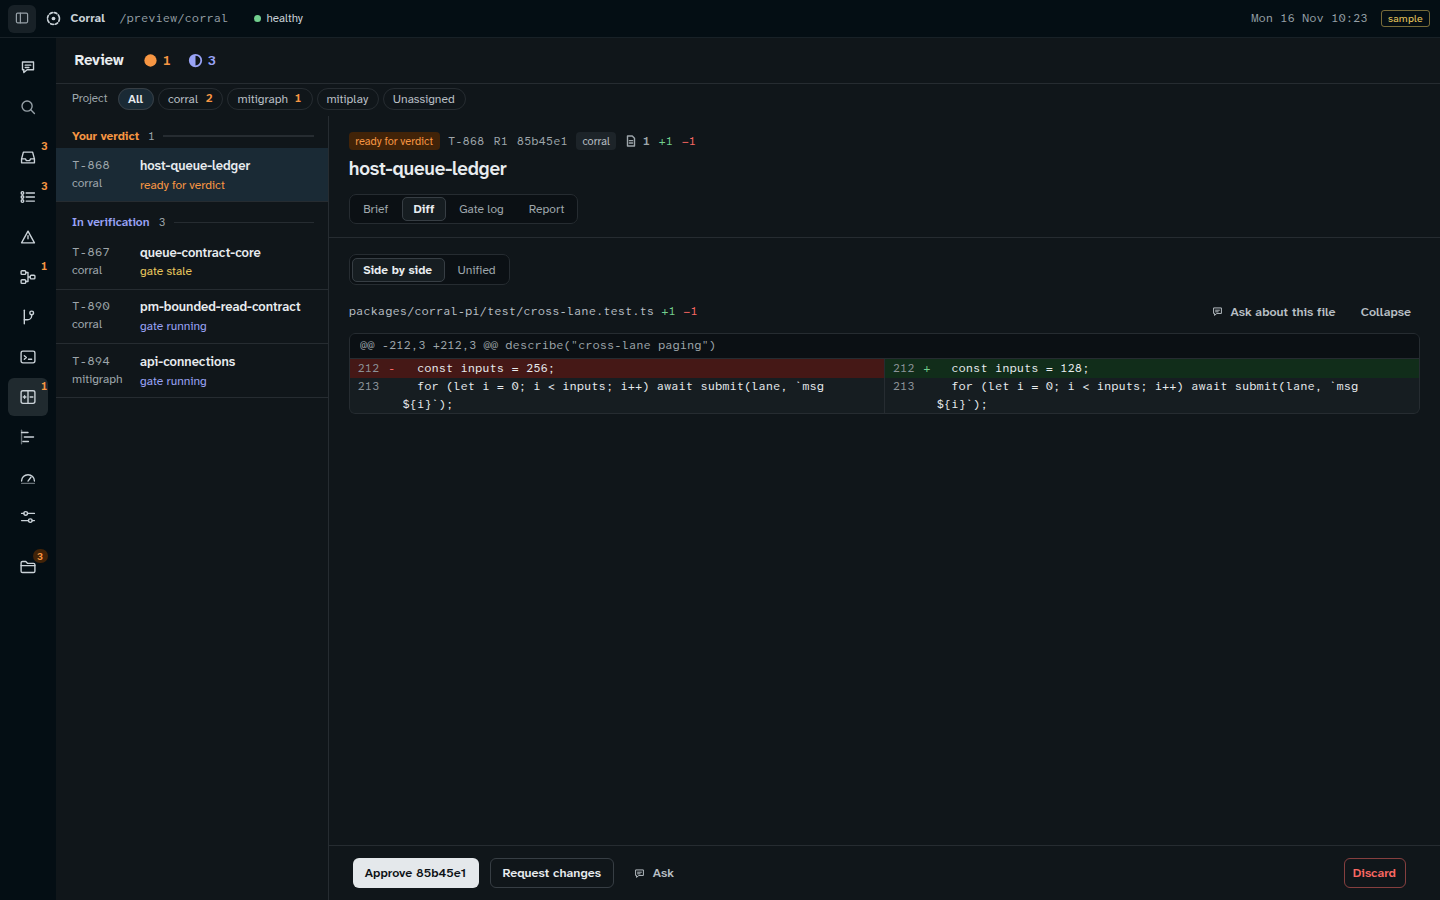 Corral /preview/corral healthy Mon 16 Nov 10:23 sample
Review 1 3
Project All corral 2 mitigraph 1 mitiplay Unassigned
3
3
1
1
3
Your verdict 1
T-868 host-queue-ledger
corral ready for verdict
In verification 3
T-867 queue-contract-core
corral gate stale
T-890 pm-bounded-read-contract
corral gate running
T-894 api-connections
mitigraph gate running
ready for verdict T-868 R1 85b45e1 corral 1 +1 −1
host-queue-ledger
Brief Diff Gate log Report
Side by side Unified
packages/corral-pi/test/cross-lane.test.ts +1 −1 Ask about this file Collapse
@@ -212,3 +212,3 @@ describe("cross-lane paging")
212 - const inputs = 256; 212 + const inputs = 128;
213 for (let i = 0; i < inputs; i++) await submit(lane, `msg 213 for (let i = 0; i < inputs; i++) await submit(lane, `msg
${i}`); ${i}`);
Approve 85b45e1 Request changes Ask Discard